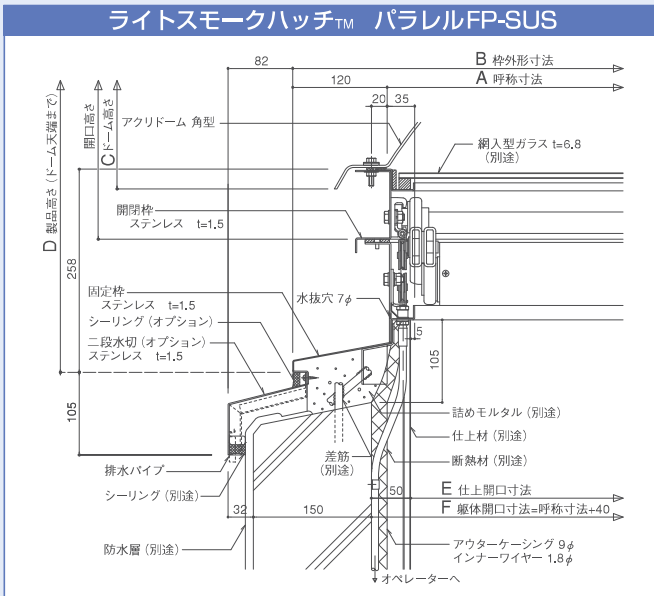 ライトスモークハッチTM パラレルFP-SUS
82
B 枠外形寸法
120
A 呼称寸法
20
35
D 製品高さ(ドーム天端まで)
開口高さ
Cドーム高さ
アクリドーム 角型
網入型ガラス t=6.8
(別途)
開閉枠
ステンレス t=1.5
258
固定枠
ステンレス t=1.5
水抜穴 7φ
シーリング(オプション)
二段水切(オプション)
ステンレス t=1.5
5
105
105
詰めモルタル(別途)
仕上材(別途)
差筋
(別途)
断熱材(別途)
排水パイプ
シーリング(別途)
50
E 仕上開口寸法
32
150
F 躯体開口寸法=呼称寸法+40
防水層(別途)
アウターケーシング 9φ
インナーワイヤー 1.8φ
オペレーターへ